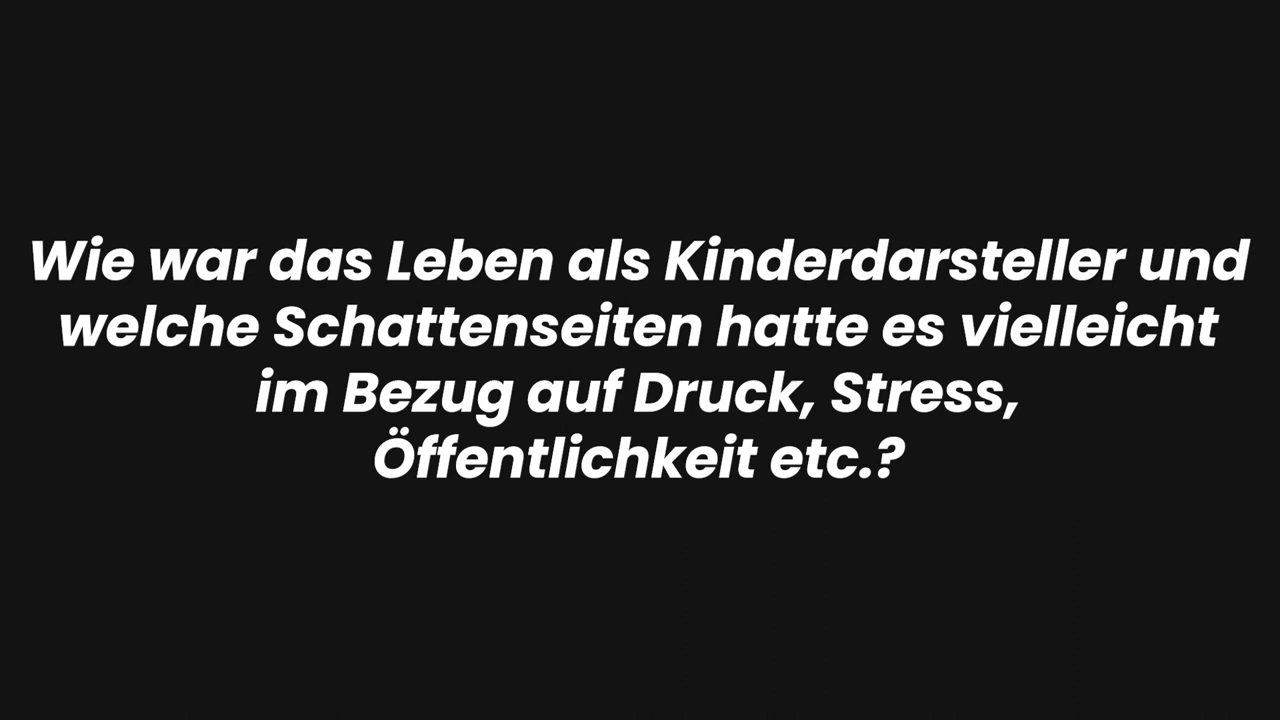 Wie war das Leben als Kinderdarsteller und
welche Schattenseiten hatte es vielleicht
im Bezug auf Druck, Stress,
Öffentlichkeit etc.?